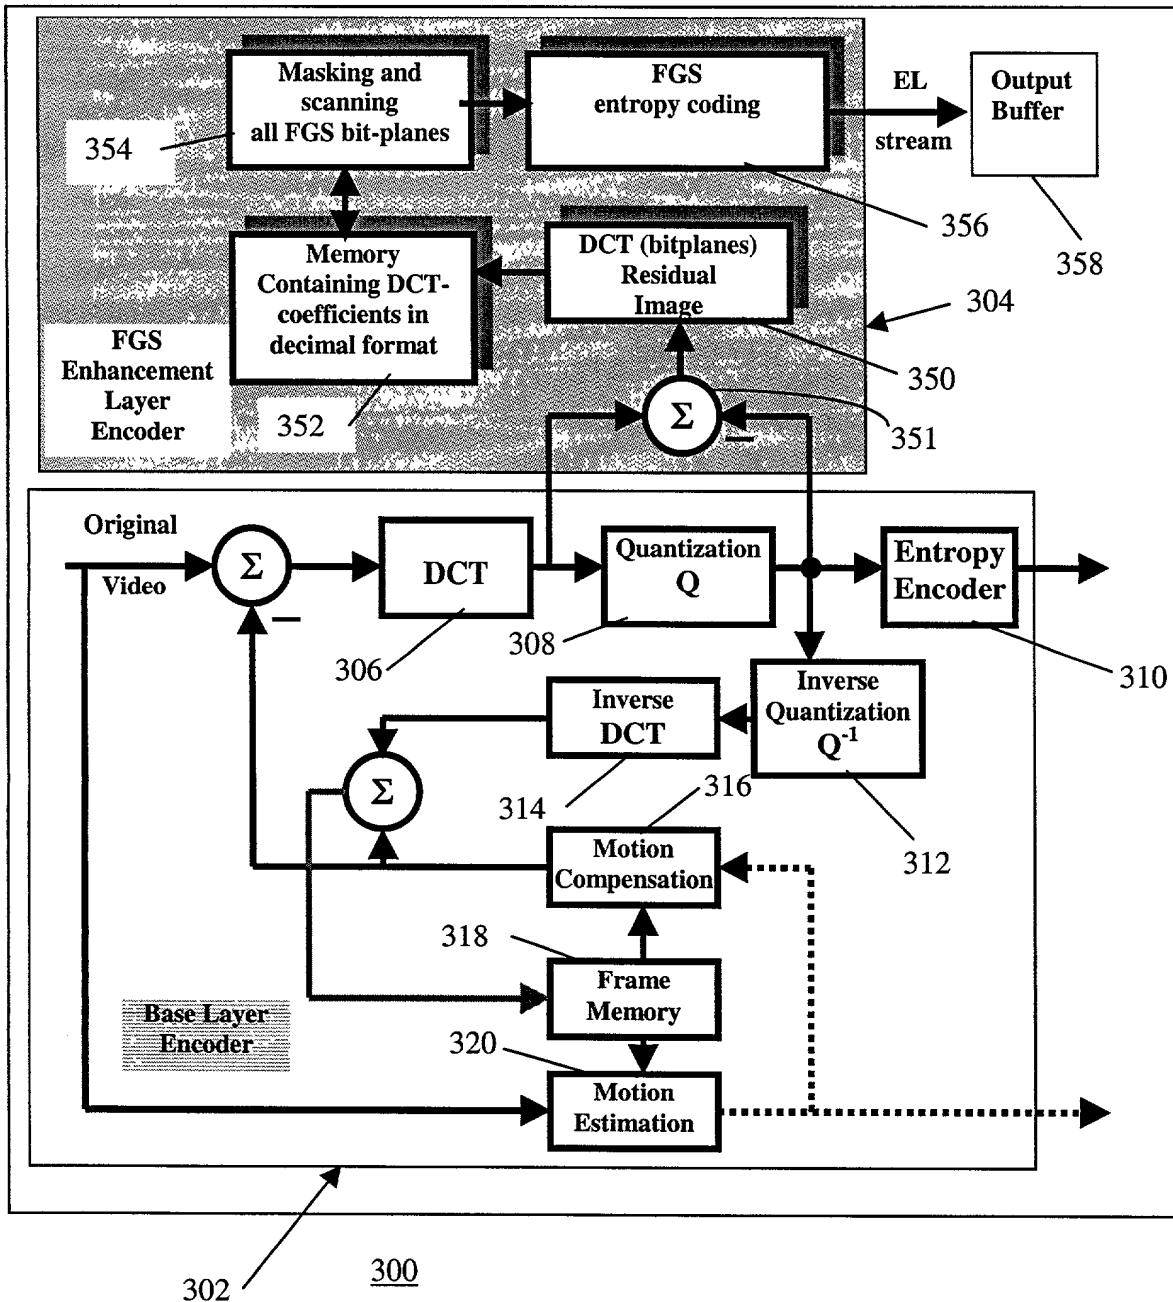 Masking and
scanning
all FGS bit-planes
FGS
entropy coding
EL
stream
Output
Buffer
354
356
358
Memory
Containing DCT-
coefficients in
decimal format
DCT (bitplanes)
Residual
Image
304
FGS
Enhancement
Layer
Encoder
352
350
Σ
351
Original
Video
Σ
DCT
Quantization
Q
Entropy
Encoder
306
308
310
Inverse
DCT
Inverse
Quantization
Q-1
Σ
314
316
312
Motion
Compensation
318
Frame
Memory
Base Layer
Encoder
320
Motion
Estimation
302
300